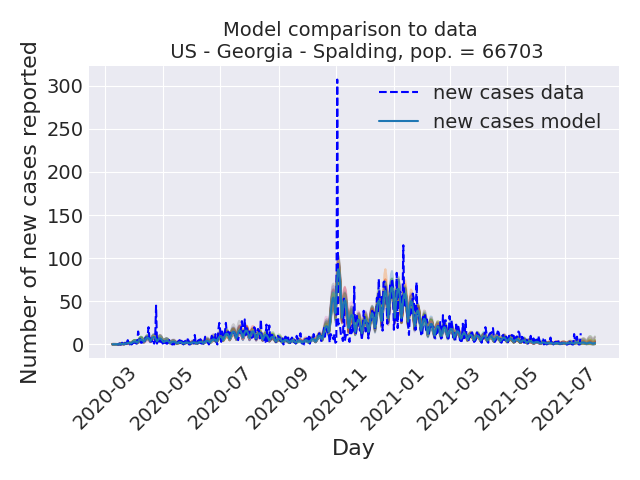 Model comparison to data
US - Georgia - Spalding, pop. = 66703
new cases data
new cases model
Number of new cases reported
300
250
200
150
100
50
0
2020-03
2020-05
2020-07
2020-09
2020-11
2021-01
2021-03
2021-05
2021-07
Day